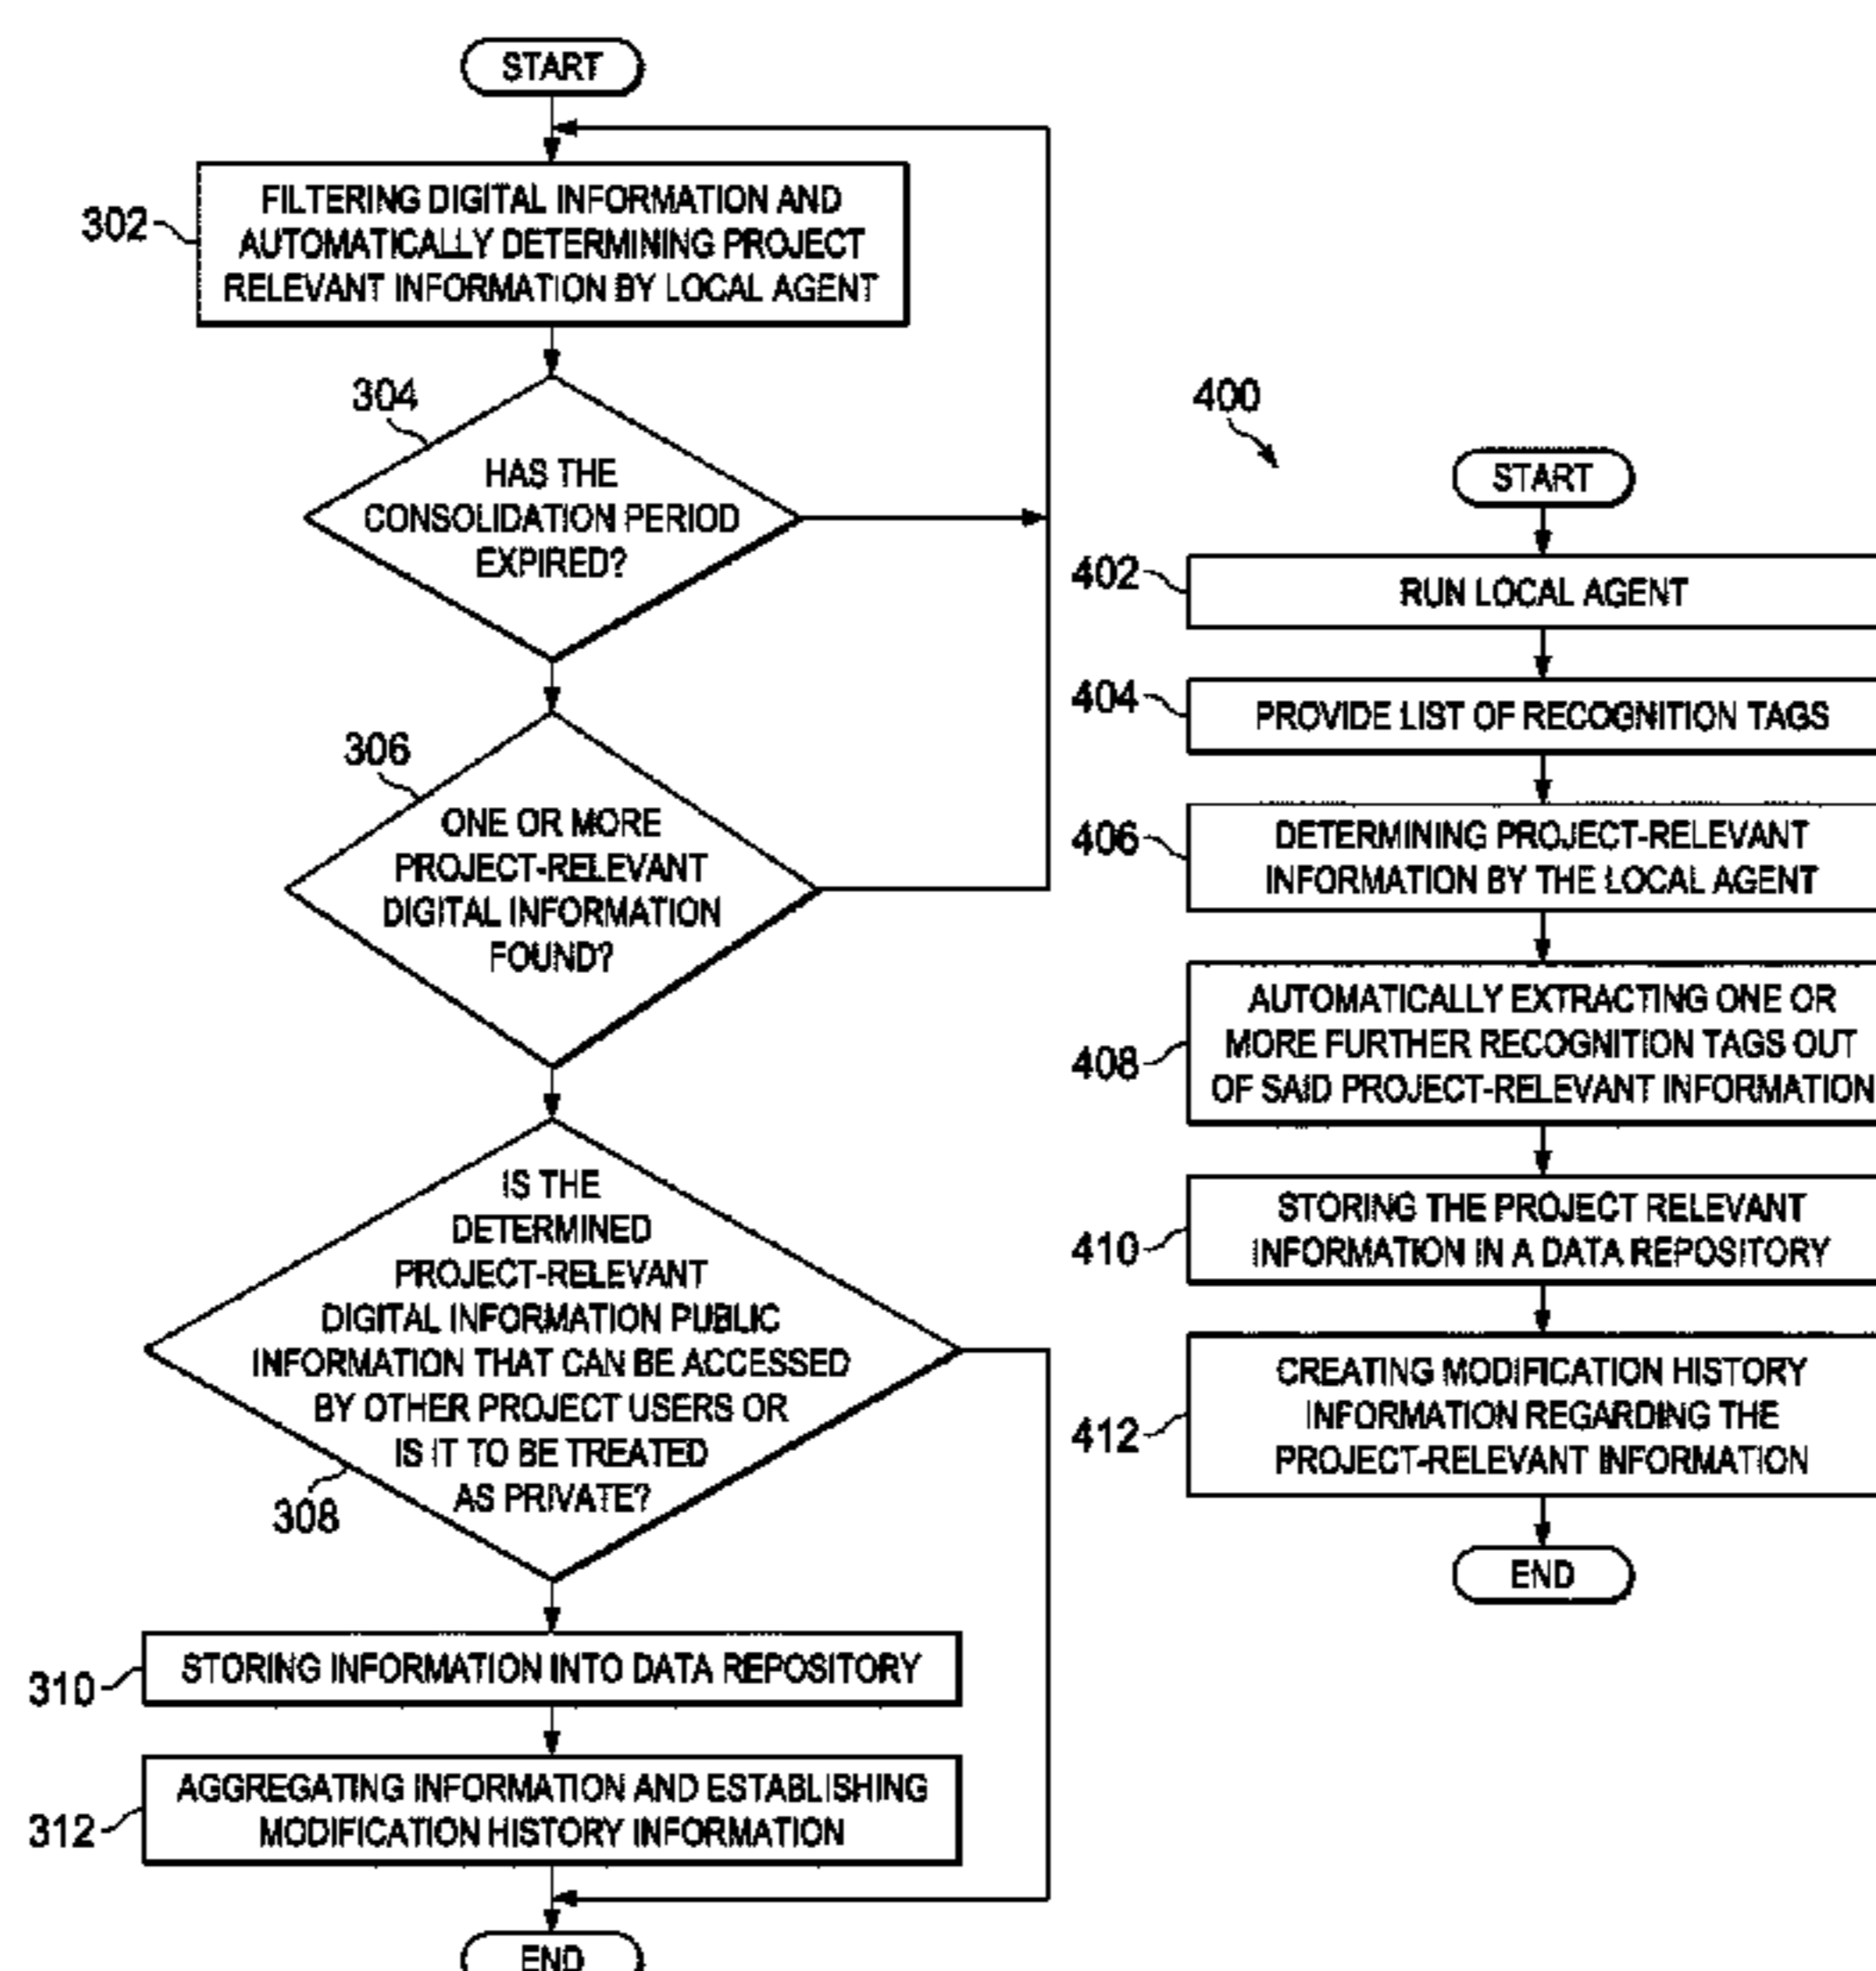 START
302
FILTERING DIGITAL INFORMATION AND
AUTOMATICALLY DETERMINING PROJECT
RELEVANT INFORMATION BY LOCAL AGENT
304
HAS THE
CONSOLIDATION PERIOD
EXPIRED?
306
ONE OR MORE
PROJECT-RELEVANT
DIGITAL INFORMATION
FOUND?
IS THE
DETERMINED
PROJECT-RELEVANT
DIGITAL INFORMATION PUBLIC
INFORMATION THAT CAN BE ACCESSED
BY OTHER PROJECT USERS OR
IS IT TO BE TREATED
AS PRIVATE?
308
310
STORING INFORMATION INTO DATA REPOSITORY
312
AGGREGATING INFORMATION AND ESTABLISHING
MODIFICATION HISTORY INFORMATION
END
400
START
402
RUN LOCAL AGENT
404
PROVIDE LIST OF RECOGNITION TAGS
406
DETERMINING PROJECT-RELEVANT
INFORMATION BY THE LOCAL AGENT
408
AUTOMATICALLY EXTRACTING ONE OR
MORE FURTHER RECOGNITION TAGS OUT
OF SAID PROJECT-RELEVANT INFORMATION
410
STORING THE PROJECT RELEVANT
INFORMATION IN A DATA REPOSITORY
412
CREATING MODIFICATION HISTORY
INFORMATION REGARDING THE
PROJECT-RELEVANT INFORMATION
END